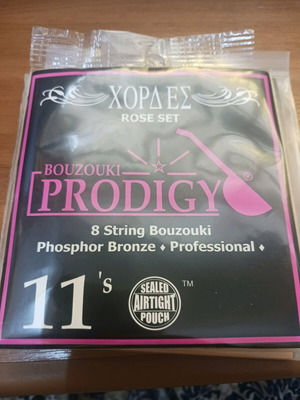 ΧΟΡΔΕΣ
ROSE SET
BOUZOUKI
PRODIGY
8 String Bouzouki
Phosphor Bronze ♦ Professional ♦
11's
SEALED
AIRTIGHT
POUCH
TM